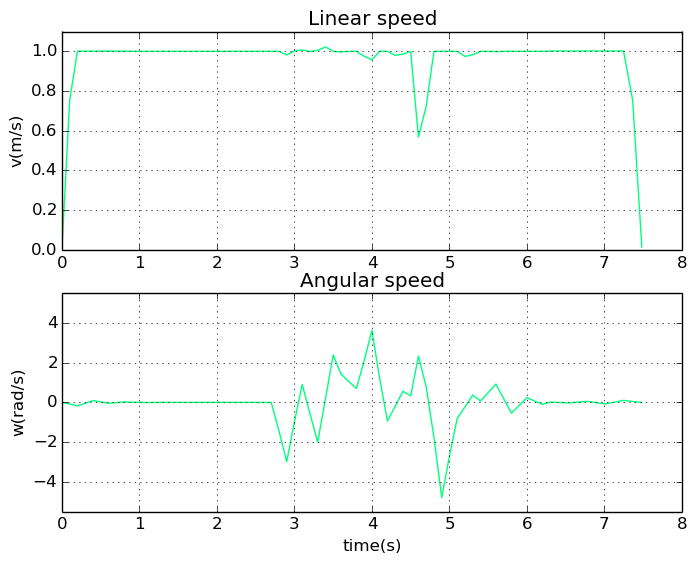 Linear speed
1.0
0.8
0.6
0.4
0.2
0.0
v(m/s)
0 1 2 3 4 5 6 7 8
Angular speed
4
2
0
−2
−4
w(rad/s)
0 1 2 3 4 5 6 7 8
time(s)